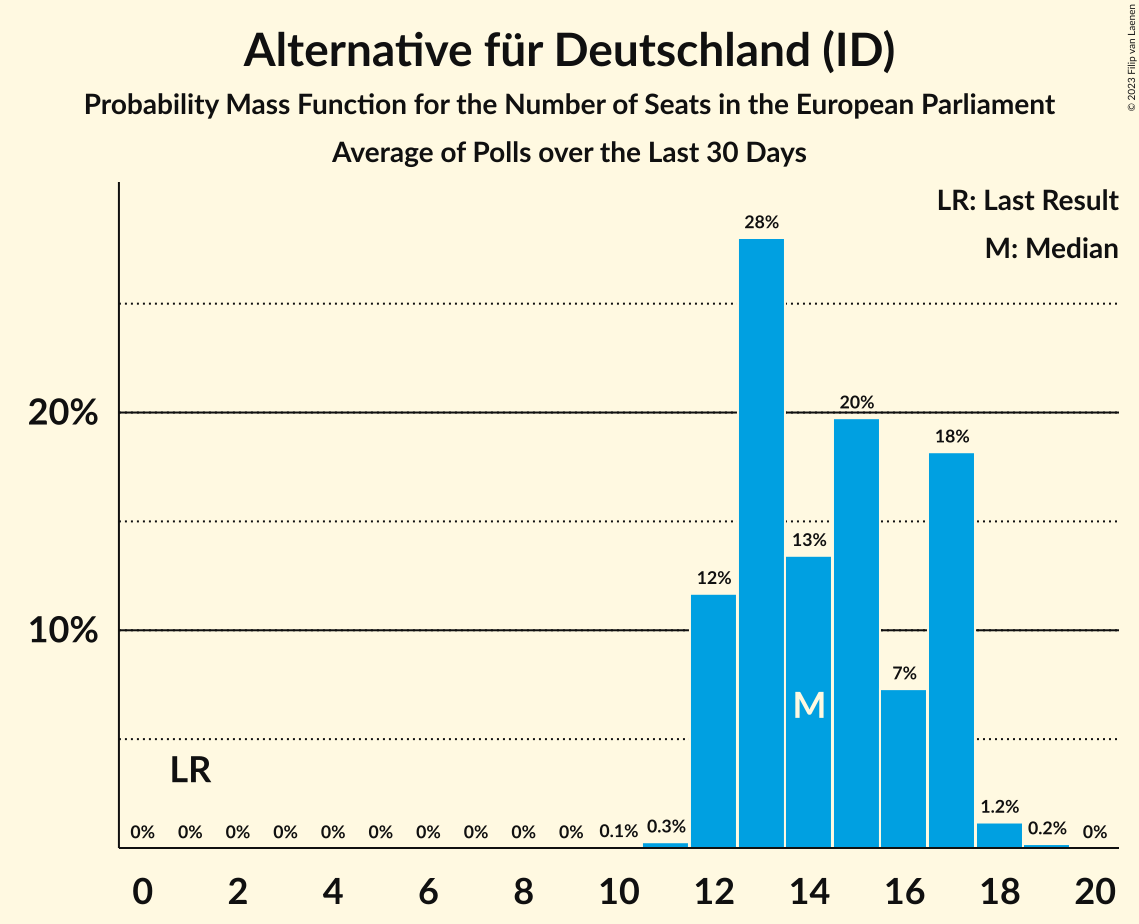 Alternative für Deutschland (ID)
Probability Mass Function for the Number of Seats in the European Parliament
Average of Polls over the Last 30 Days
© 2023 Filip van Laenen
LR: Last Result
M: Median
28%
20%
20%
18%
13%
12%
10%
7%
M
LR
0% 0% 0% 0% 0% 0% 0% 0% 0% 0% 0.1% 0.3% 1.2% 0.2% 0%
0 2 4 6 8 10 12 14 16 18 20